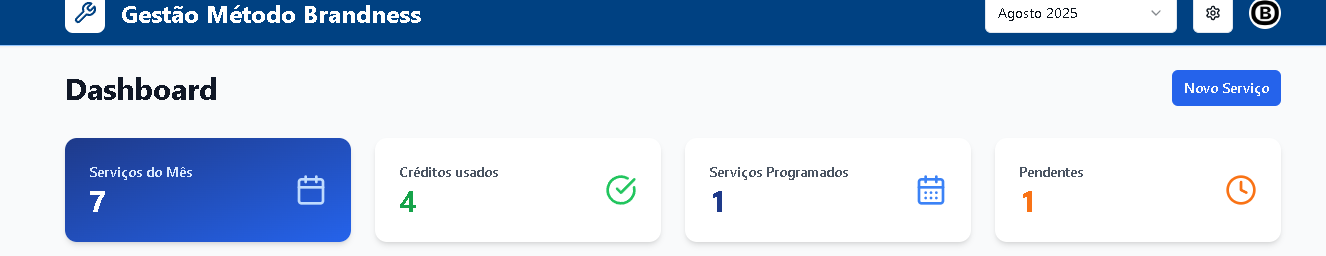 Gestão Método Brandness
Agosto 2025
B
Dashboard
Novo Serviço
Serviços do Mês
7
Créditos usados
4
Serviços Programados
1
Pendentes
1